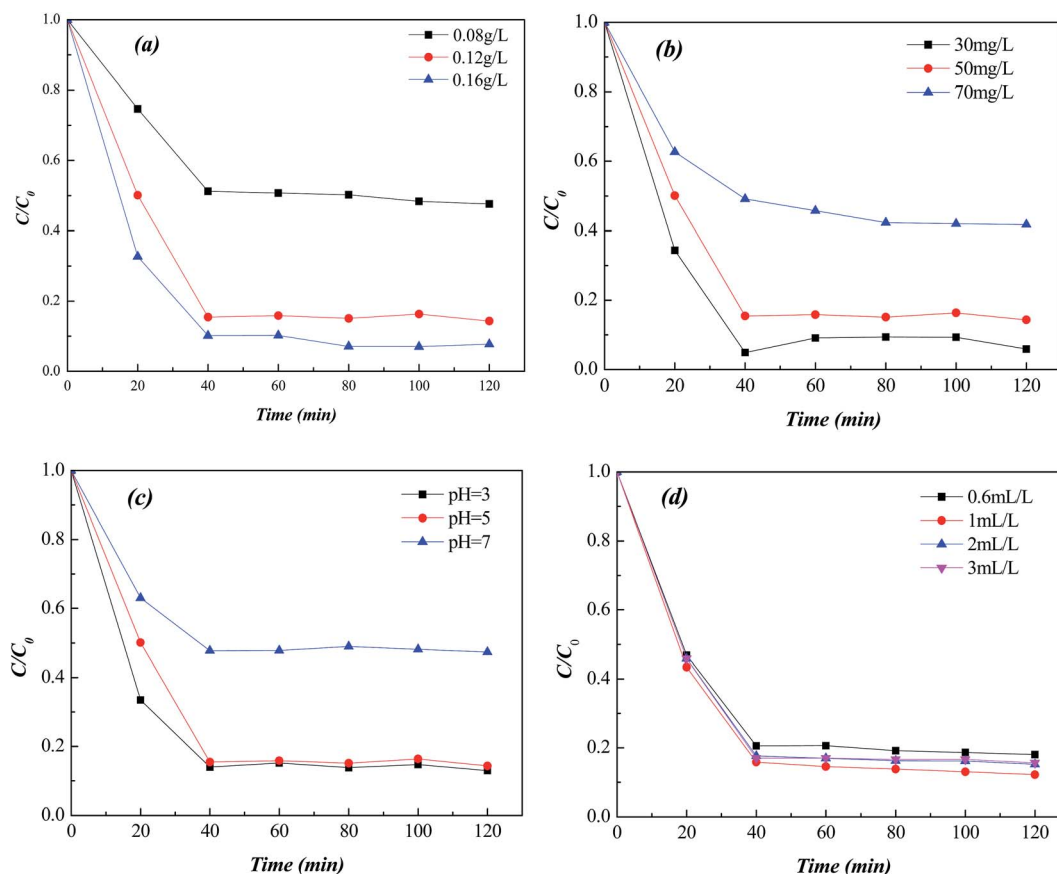 (a)
0.08g/L
0.12g/L
0.16g/L
1.0
0.8
0.6
0.4
0.2
0.0
C/C0
0 20 40 60 80 100 120
Time (min)
(b)
30mg/L
50mg/L
70mg/L
1.0
0.8
0.6
0.4
0.2
0.0
C/C0
0 20 40 60 80 100 120
Time (min)
(c)
pH=3
pH=5
pH=7
1.0
0.8
0.6
0.4
0.2
0.0
C/C0
0 20 40 60 80 100 120
Time (min)
(d)
0.6mL/L
1mL/L
2mL/L
3mL/L
1.0
0.8
0.6
0.4
0.2
0.0
C/C0
0 20 40 60 80 100 120
Time (min)